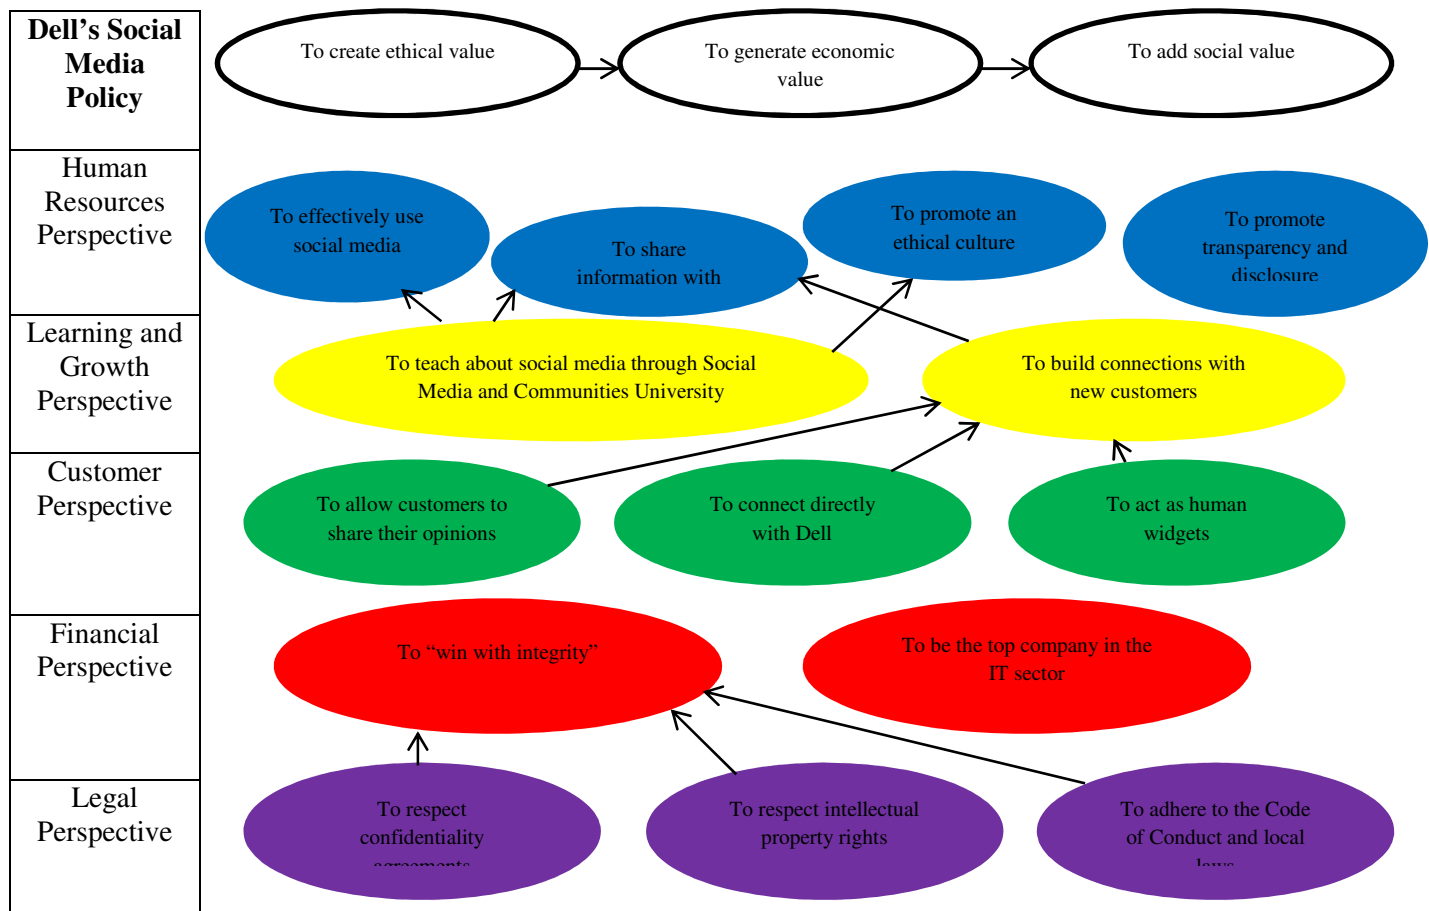 Dell’s Social
Media
Policy
To create ethical value
To generate economic
value
To add social value
Human
Resources
Perspective
To effectively use
social media
To share
information with
To promote an
ethical culture
To promote
transparency and
disclosure
Learning and
Growth
Perspective
To teach about social media through Social
Media and Communities University
To build connections with
new customers
Customer
Perspective
To allow customers to
share their opinions
To connect directly
with Dell
To act as human
widgets
Financial
Perspective
To “win with integrity”
To be the top company in the
IT sector
Legal
Perspective
To respect
confidentiality
agreements
To respect intellectual
property rights
To adhere to the Code
of Conduct and local
laws